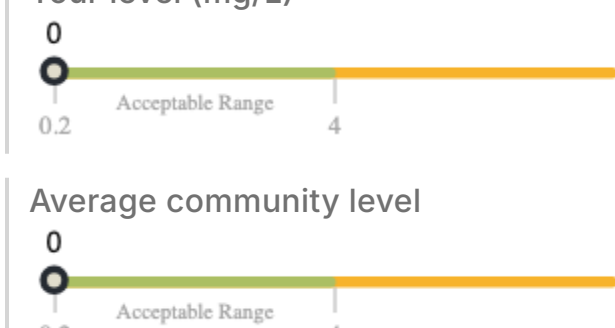 Your level (mg/L)
0
Acceptable Range
0.2 4
Average community level
0
Acceptable Range